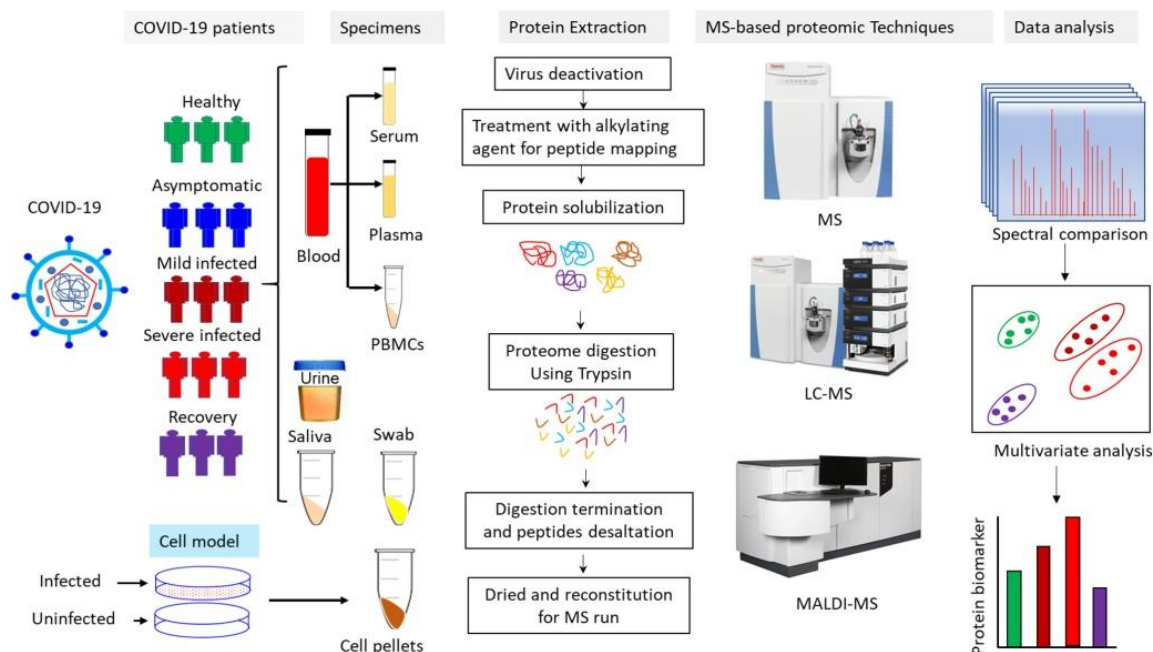 COVID-19 patients
Specimens
Protein Extraction
MS-based proteomic Techniques
Data analysis
COVID-19
Healthy
Asymptomatic
Mild infected
Severe infected
Recovery
Cell model
Infected
Uninfected
Blood
Serum
Plasma
PBMCs
Urine
Saliva
Swab
Cell pellets
Virus deactivation
Treatment with alkylating
agent for peptide mapping
Protein solubilization
Proteome digestion
Using Trypsin
Digestion termination
and peptides desaltation
Dried and reconstitution
for MS run
MS
LC-MS
MALDI-MS
Spectral comparison
Multivariate analysis
Protein biomarker